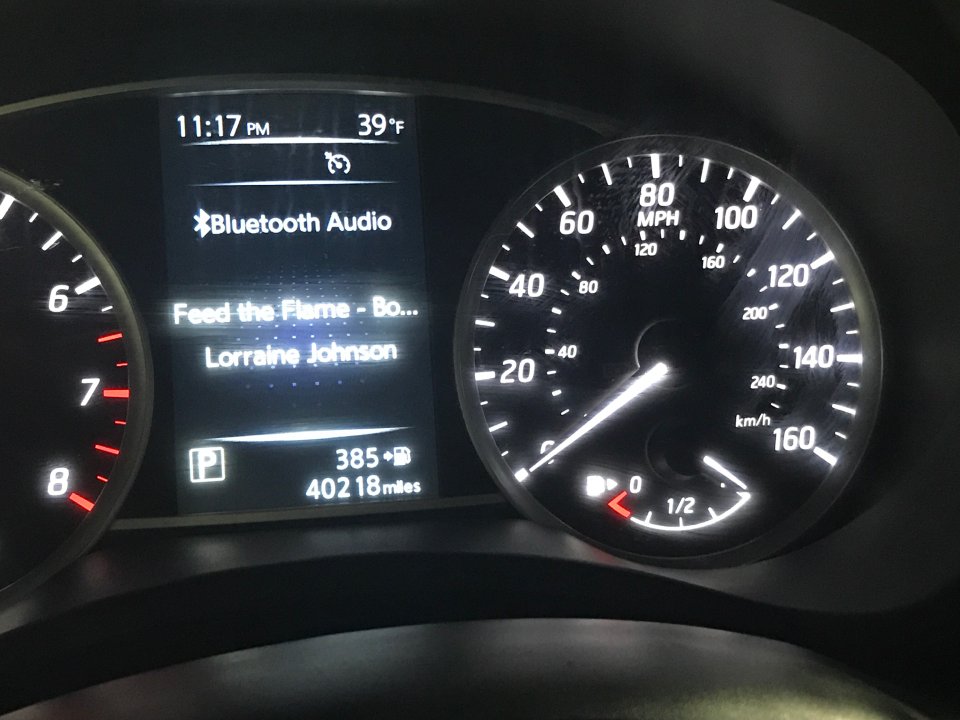 11:17 PM 39°F
Bluetooth Audio
Feed the Flame - Bo...
Lorraine Johnson
P
385
40218 miles
6
7
8
0
20
40
60
80
100
120
140
160
MPH
40
80
120
160
200
240
km/h
0
1/2